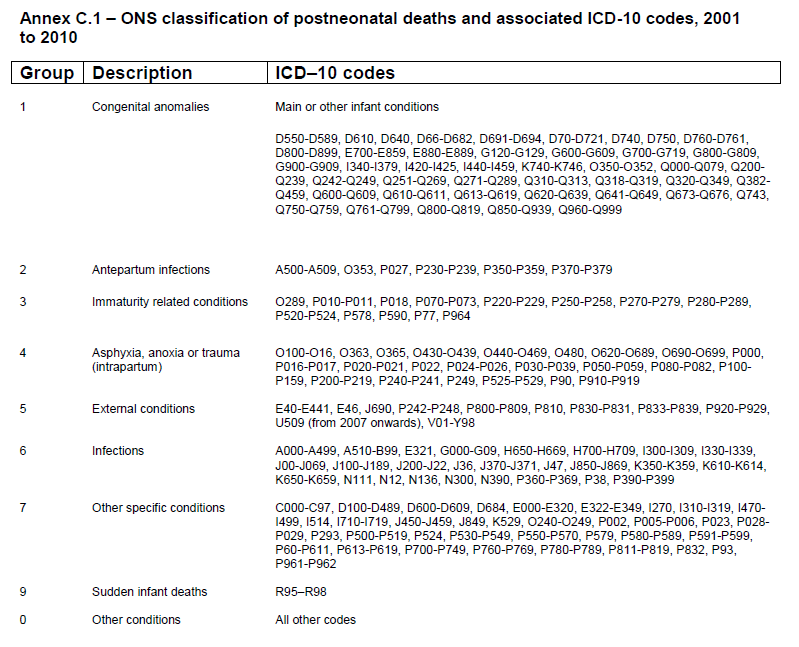 Annex C.1 – ONS classification of postneonatal deaths and associated ICD-10 codes, 2001
to 2010
Group Description ICD–10 codes
1 Congenital anomalies Main or other infant conditions
D550-D589, D610, D640, D66-D682, D691-D694, D70-D721, D740, D750, D760-D761,
D800-D899, E700-E859, E880-E889, G120-G129, G600-G609, G700-G719, G800-G809,
G900-G909, I340-I379, I420-I425, I440-I459, K740-K746, O350-O352, Q000-Q079, Q200-
Q239, Q242-Q249, Q251-Q269, Q271-Q289, Q310-Q313, Q318-Q319, Q320-Q349, Q382-
Q459, Q600-Q609, Q610-Q611, Q613-Q619, Q620-Q639, Q641-Q649, Q673-Q676, Q743,
Q750-Q759, Q761-Q799, Q800-Q819, Q850-Q939, Q960-Q999
2 Antepartum infections A500-A509, O353, P027, P230-P239, P350-P359, P370-P379
3 Immaturity related conditions O289, P010-P011, P018, P070-P073, P220-P229, P250-P258, P270-P279, P280-P289,
P520-P524, P578, P590, P77, P964
4 Asphyxia, anoxia or trauma O100-O16, O363, O365, O430-O439, O440-O469, O480, O620-O689, O690-O699, P000,
(intrapartum) P016-P017, P020-P021, P022, P024-P026, P030-P039, P050-P059, P080-P082, P100-
P159, P200-P219, P240-P241, P249, P525-P529, P90, P910-P919
5 External conditions E40-E441, E46, J690, P242-P248, P800-P809, P810, P830-P831, P833-P839, P920-P929,
U509 (from 2007 onwards), V01-Y98
6 Infections A000-A499, A510-B99, E321, G000-G09, H650-H669, H700-H709, I300-I309, I330-I339,
J00-J069, J100-J189, J200-J22, J36, J370-J371, J47, J850-J869, K350-K359, K610-K614,
K650-K659, N111, N12, N136, N300, N390, P360-P369, P38, P390-P399
7 Other specific conditions C000-C97, D100-D489, D600-D609, D684, E000-E320, E322-E349, I270, I310-I319, I470-
I499, I514, I710-I719, J450-J459, J849, K529, O240-O249, P002, P005-P006, P023, P028-
P029, P293, P500-P519, P524, P530-P549, P550-P570, P579, P580-P589, P591-P599,
P60-P611, P613-P619, P700-P749, P760-P769, P780-P789, P811-P819, P832, P93,
P961-P962
9 Sudden infant deaths R95–R98
0 Other conditions All other codes